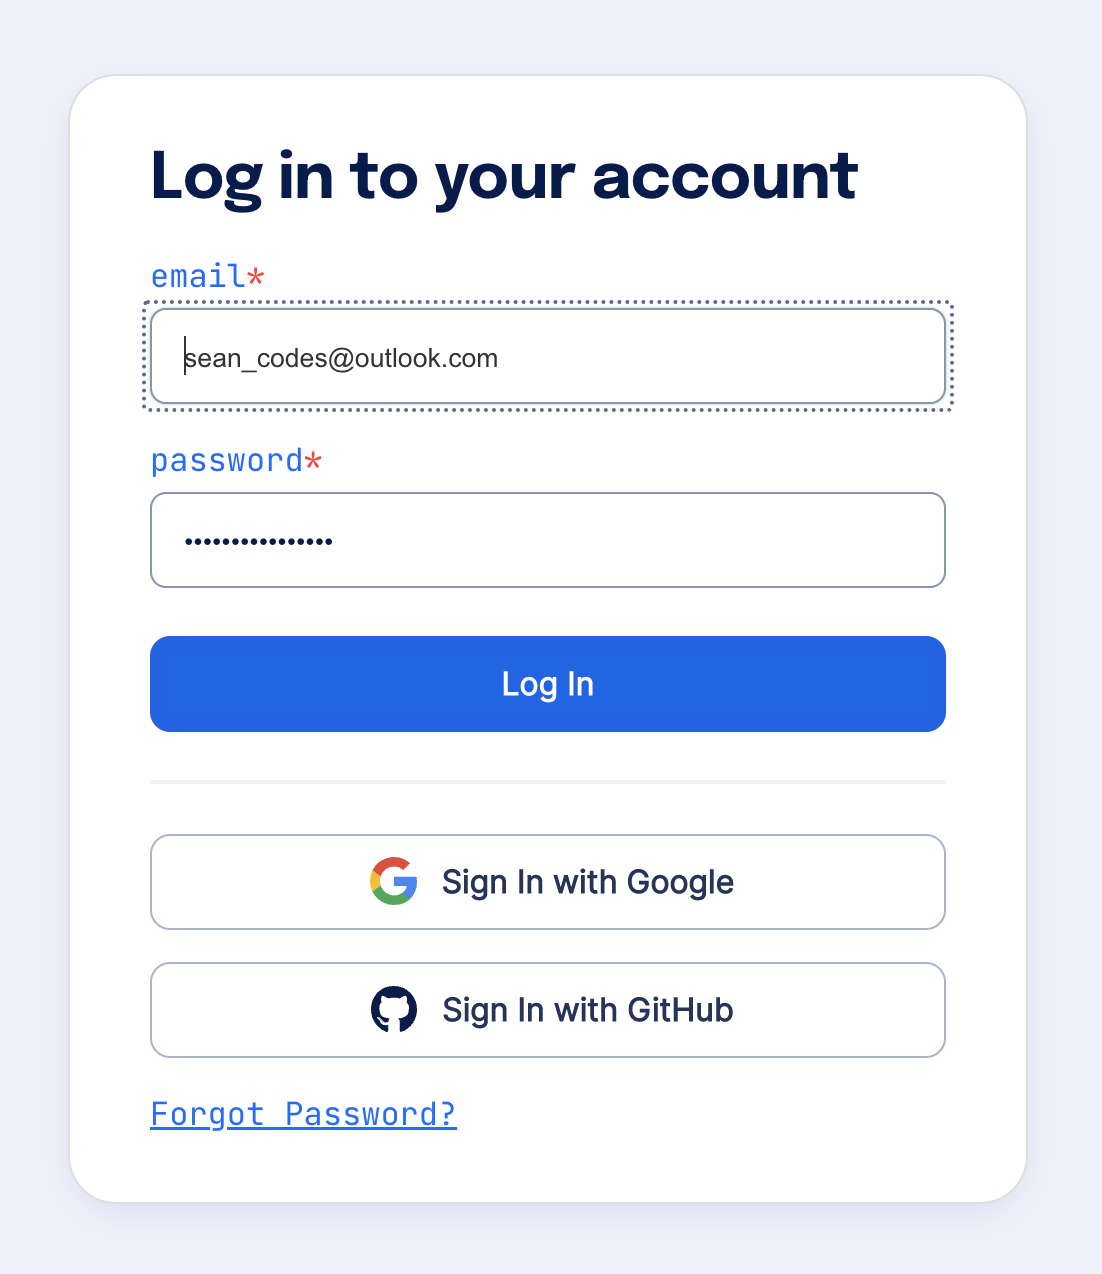 Log in to your account
email*
sean_codes@outlook.com
password*
••••••••••••••••
Log In
Sign In with Google
Sign In with GitHub
Forgot Password?